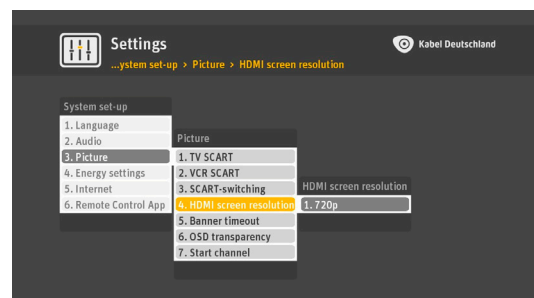 Settings
Kabel Deutschland
...ystem set-up > Picture > HDMI screen resolution
System set-up
1. Language
2. Audio
3. Picture
4. Energy settings
5. Internet
6. Remote Control App
Picture
1. TV SCART
2. VCR SCART
3. SCART-switching
4. HDMI screen resolution
5. Banner timeout
6. OSD transparency
7. Start channel
HDMI screen resolution
1. 720p